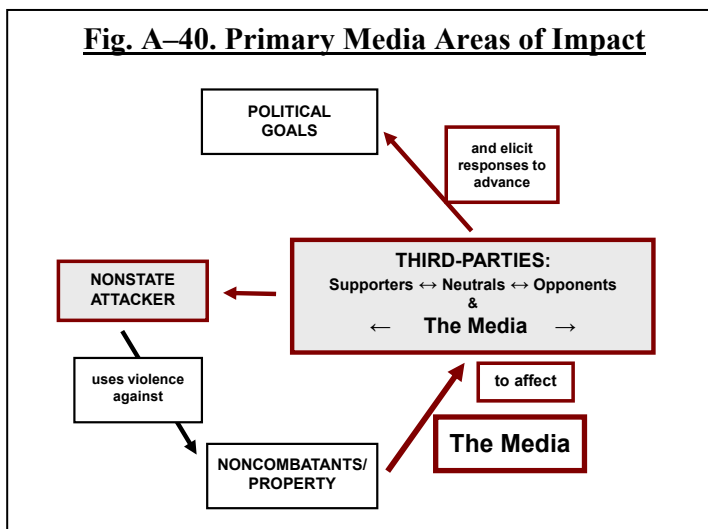 Fig. A–40. Primary Media Areas of Impact
POLITICAL
GOALS
and elicit
responses to
advance
THIRD-PARTIES:
Supporters ↔ Neutrals ↔ Opponents
&
← The Media →
NONSTATE
ATTACKER
uses violence
against
to affect
The Media
NONCOMBATANTS/
PROPERTY